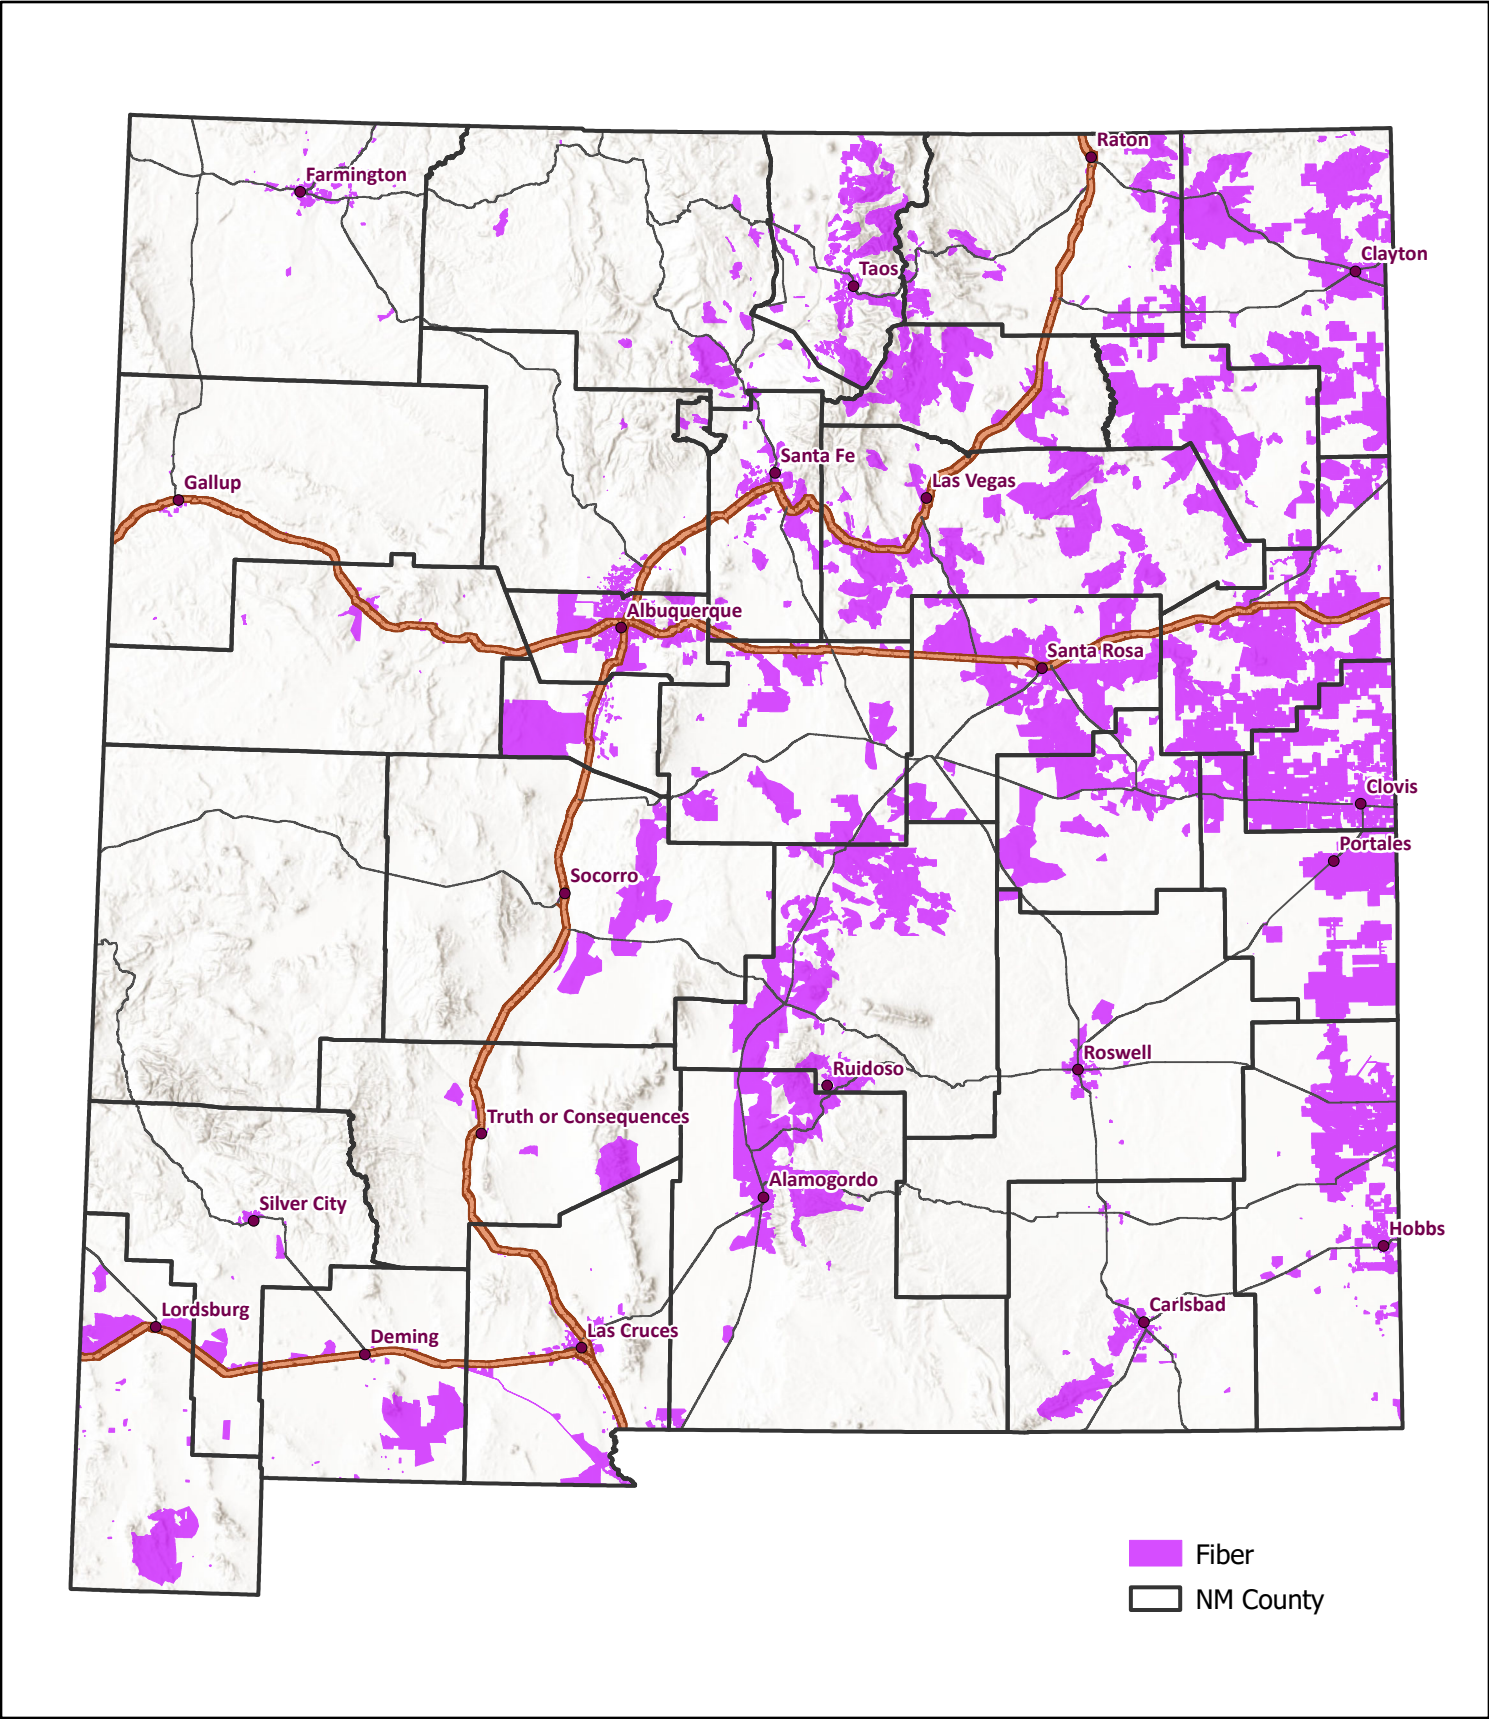 Raton
Farmington
Clayton
Taos
Santa Fe
Las Vegas
Gallup
Albuquerque
Santa Rosa
Clovis
Portales
Socorro
Roswell
Ruidoso
Truth or Consequences
Alamogordo
Silver City
Hobbs
Carlsbad
Lordsburg
Las Cruces
Deming
Fiber
NM County